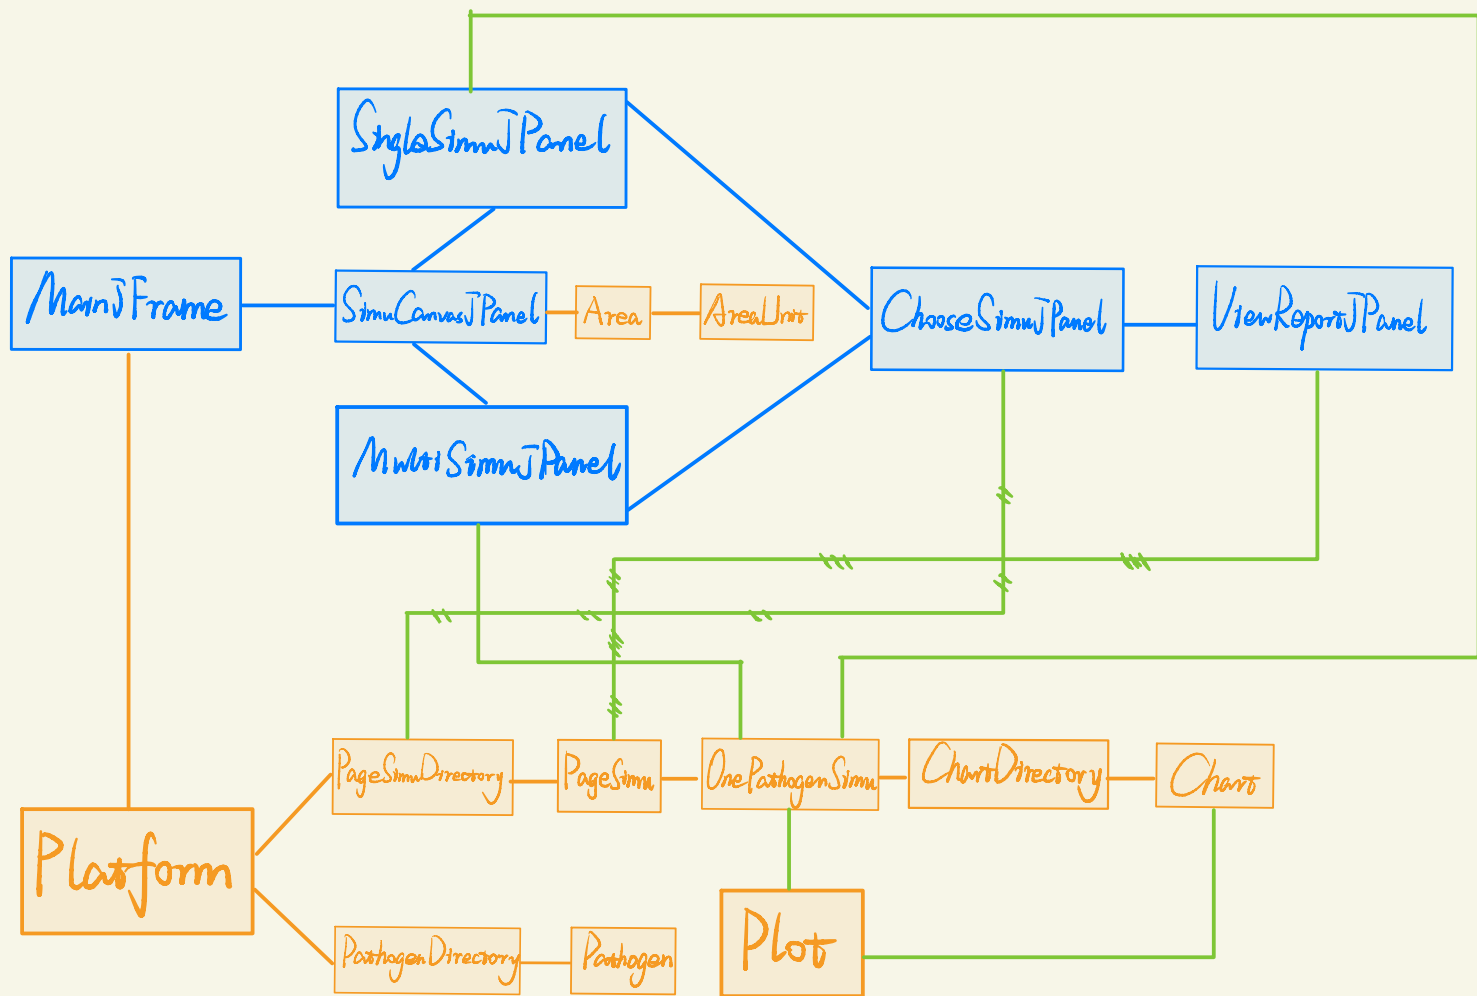 SingleSimuJPanel
MainJFrame
SimuCanvasJPanel
Area
AreaUnit
ChooseSimuJPanel
ViewReportJPanel
MultiSimuJPanel
PageSimuDirectory
PageSimu
OnePathogenSimu
ChartDirectory
Chart
Platform
PathogenDirectory
Pathogen
Plot